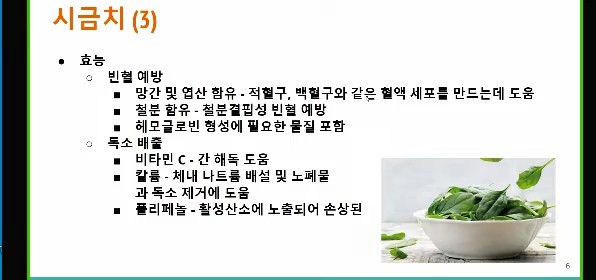 시금치 (3)
● 효능
○ 빈혈 예방
■ 망간 및 엽산 함유 - 적혈구, 백혈구와 같은 혈액 세포를 만드는데 도움
■ 철분 함유 - 철분결핍성 빈혈 예방
■ 헤모글로빈 형성에 필요한 물질 포함
○ 독소 배출
■ 비타민 C - 간 해독 도움
■ 칼륨 - 체내 나트륨 배설 및 노폐물
과 독소 제거에 도움
■ 폴리페놀 - 활성산소에 노출되어 손상된
6